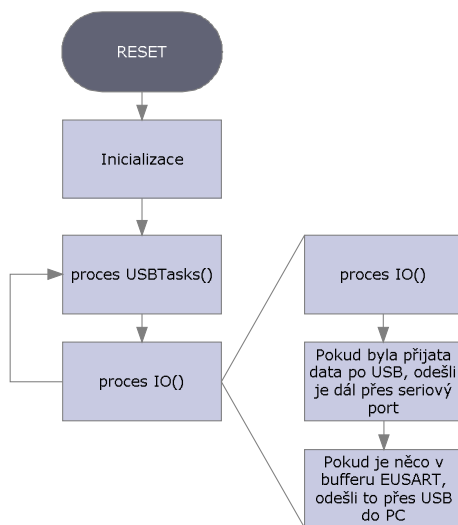 RESET
Inicializace
proces USBTasks()
proces IO()
proces IO()
Pokud byla přijata
data po USB, odešli
je dál přes seriový
port
Pokud je něco v
bufferu EUSART,
odešli to přes USB
do PC